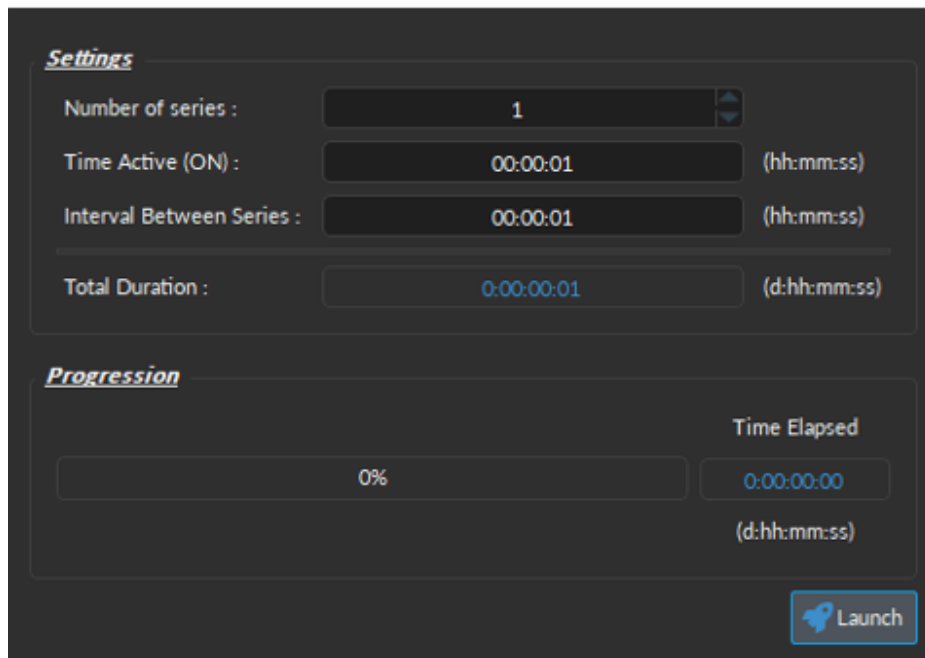 Settings
Number of series : 1
Time Active (ON) : 00:00:01 (hh:mm:ss)
Interval Between Series : 00:00:01 (hh:mm:ss)
Total Duration : 0:00:00:01 (d:hh:mm:ss)
Progression
Time Elapsed
0% 0:00:00:00
(d:hh:mm:ss)
Launch